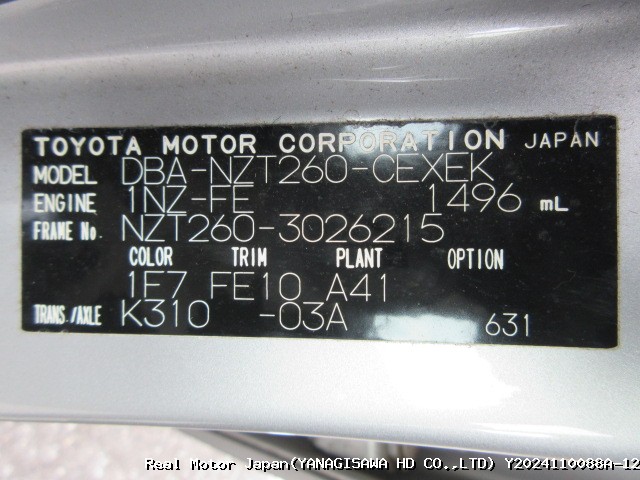 TOYOTA MOTOR CORPORATION JAPAN
MODEL DBA-NZT260-CEXEK
ENGINE 1NZ-FE 1496 mL
FRAME No. NZT260-3026215
COLOR TRIM PLANT OPTION
1E7 FE10 A41
TRANS./AXLE K310 -03A 631
Real Motor Japan(YANAGISAWA HD CO.,LTD) Y2024110088A-12